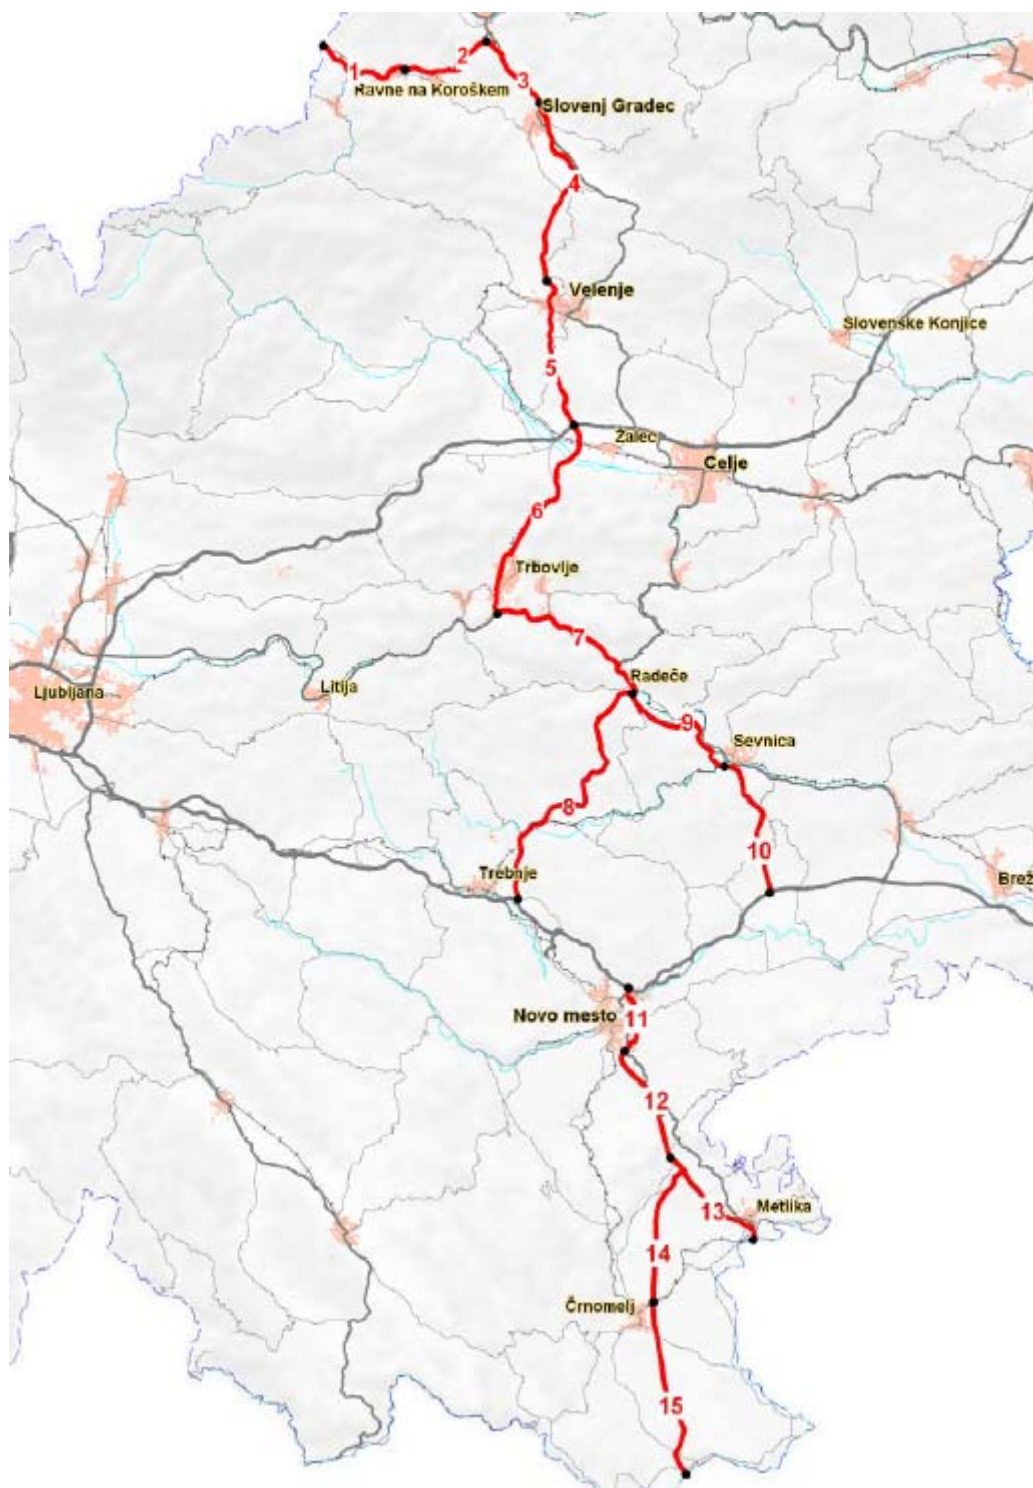 2
1
3
Ravne na Koroškem
Slovenj Gradec
4
Velenje
Slovenske Konjice
5
Žalec
Celje
6
Trbovlje
7
Radeče
Ljubljana
Litija
9
Sevnica
8
10
Trebnje
Brež
Novo mesto
11
12
Metlika
13
14
Črnomelj
15